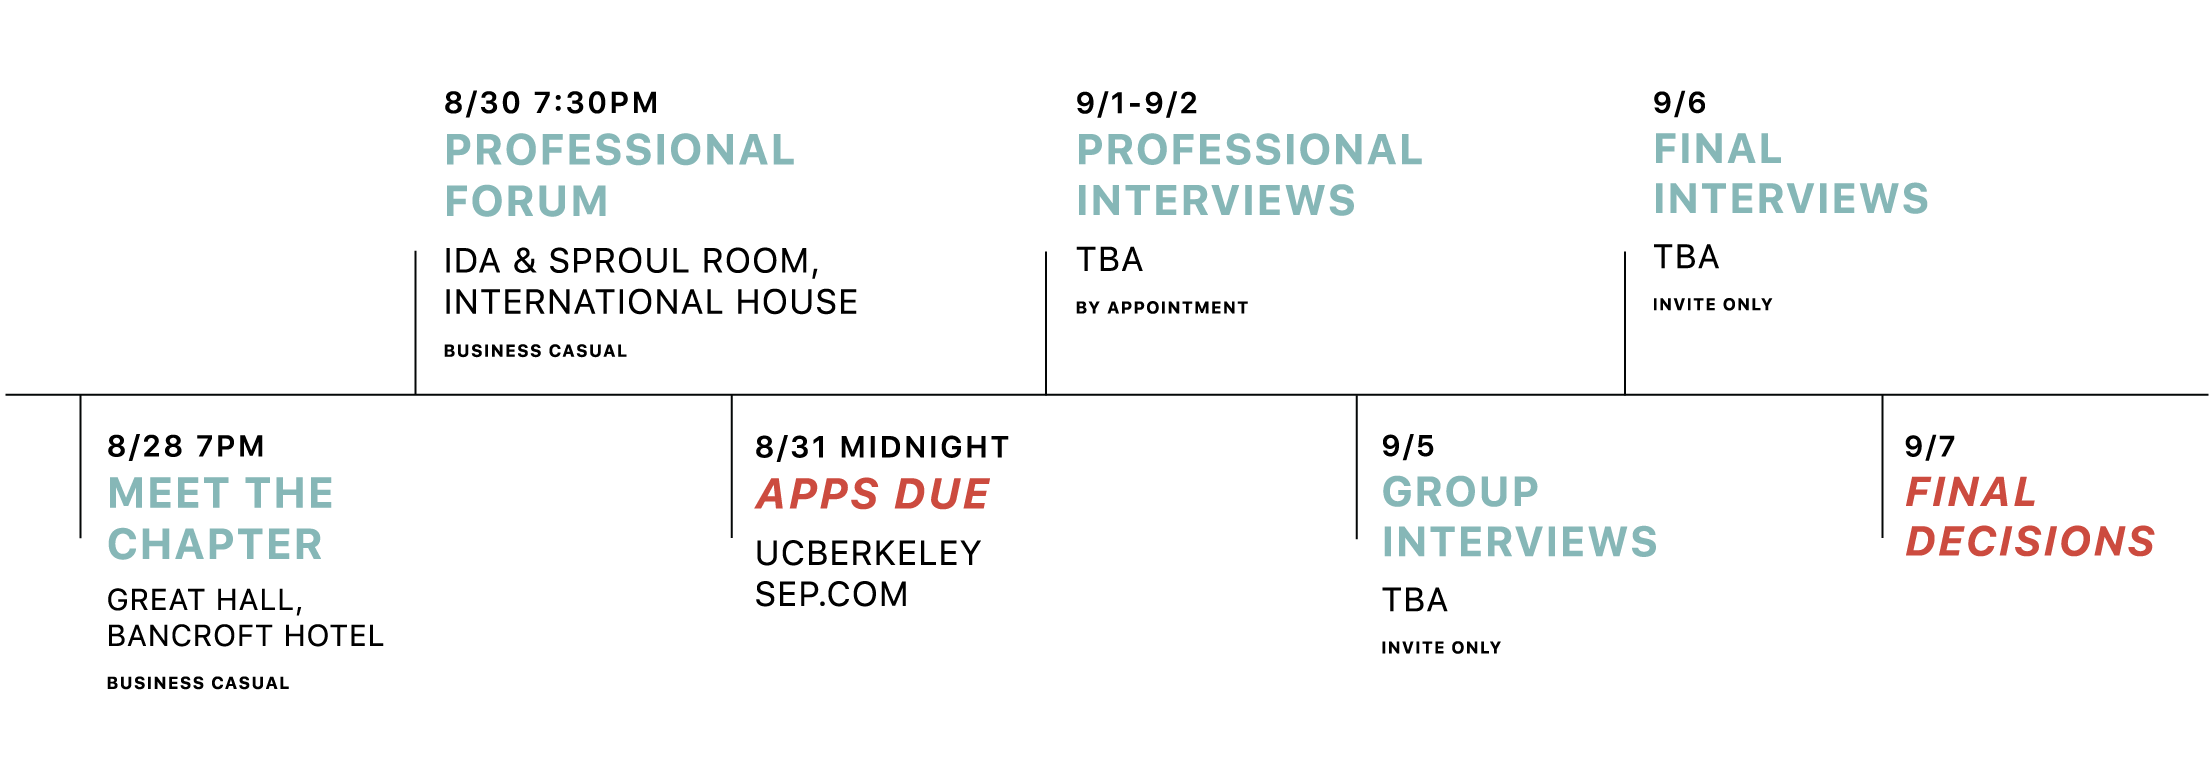 8/28 7PM
MEET THE
CHAPTER
GREAT HALL,
BANCROFT HOTEL
BUSINESS CASUAL
8/30 7:30PM
PROFESSIONAL
FORUM
IDA & SPROUL ROOM,
INTERNATIONAL HOUSE
BUSINESS CASUAL
8/31 MIDNIGHT
APPS DUE
UCBERKELEY
SEP.COM
9/1-9/2
PROFESSIONAL
INTERVIEWS
TBA
BY APPOINTMENT
9/5
GROUP
INTERVIEWS
TBA
INVITE ONLY
9/6
FINAL
INTERVIEWS
TBA
INVITE ONLY
9/7
FINAL
DECISIONS